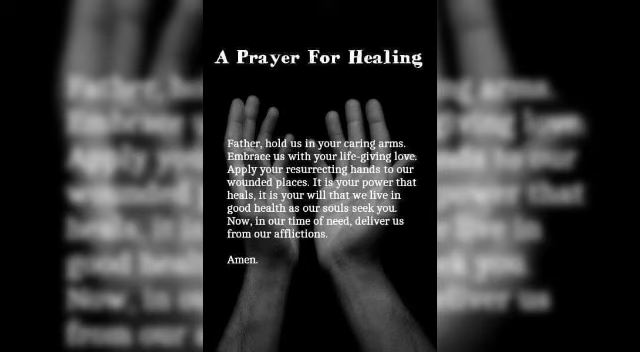 A Prayer For Healing
Father, hold us in your caring arms.
Embrace us with your life-giving love.
Apply your resurrecting hands to our
wounded places. It is your power that
heals, it is your will that we live in
good health as our souls seek you.
Now, in our time of need, deliver us
from our afflictions.
Amen.